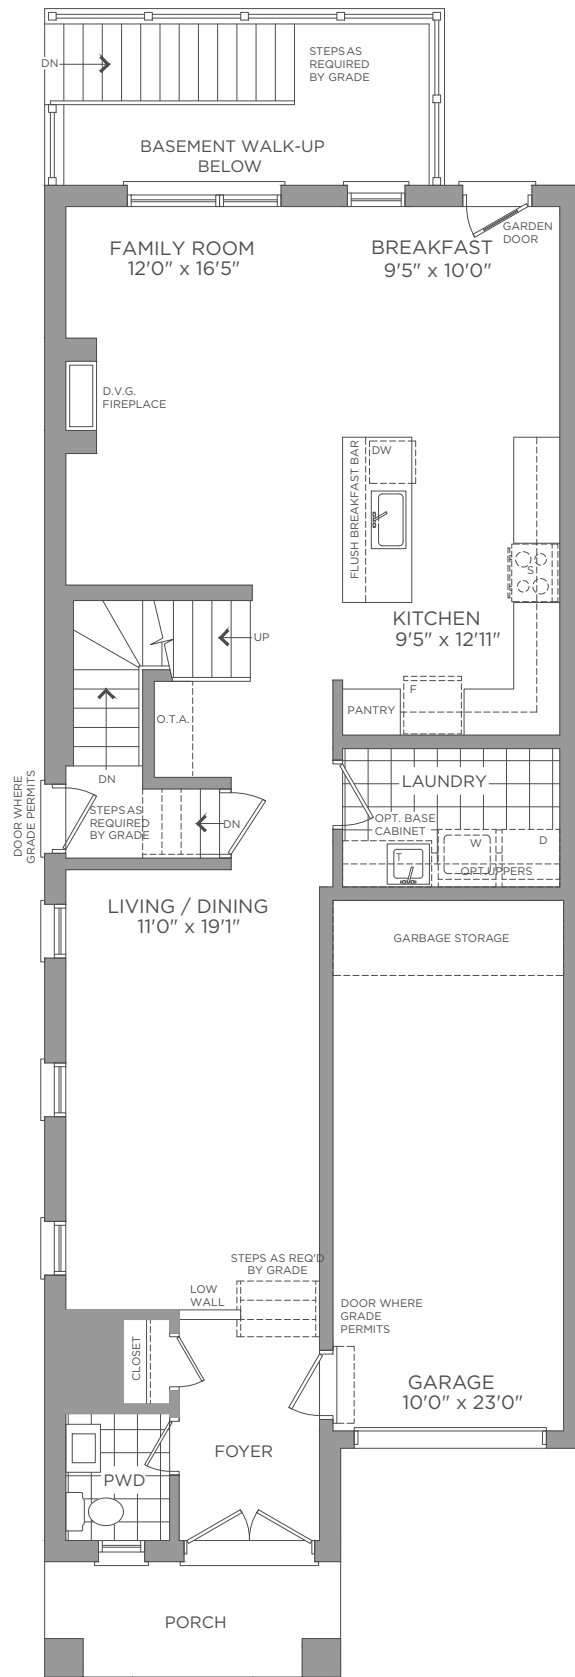 DN
STEPS AS
REQUIRED
BY GRADE
BASEMENT WALK-UP
BELOW
FAMILY ROOM
12'0" x 16'5"
BREAKFAST
9'5" x 10'0"
GARDEN
DOOR
D.V.G.
FIREPLACE
FLUSH BREAKFAST BAR
DW
S
KITCHEN
9'5" x 12'11"
UP
F
PANTRY
O.T.A.
DN
DOOR WHERE
GRADE PERMITS
STEPS AS
REQUIRED
BY GRADE
DN
LAUNDRY
OPT. BASE
CABINET
W
D
T
OPT.UPPERS
LIVING / DINING
11'0" x 19'1"
GARBAGE STORAGE
STEPS AS REQ'D
BY GRADE
LOW
WALL
DOOR WHERE
GRADE
PERMITS
CLOSET
GARAGE
10'0" x 23'0"
FOYER
PWD
PORCH